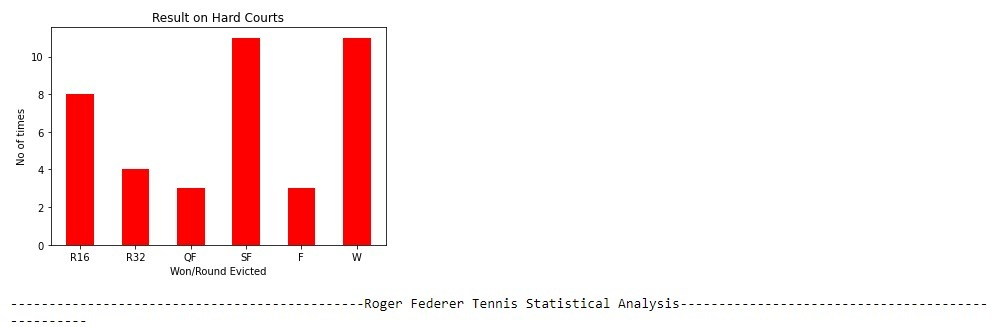 Result on Hard Courts
No of times
10
8
6
4
2
0
R16 R32 QF SF F W
Won/Round Evicted
----------------------------------------------Roger Federer Tennis Statistical Analysis----------------------------------------
----------